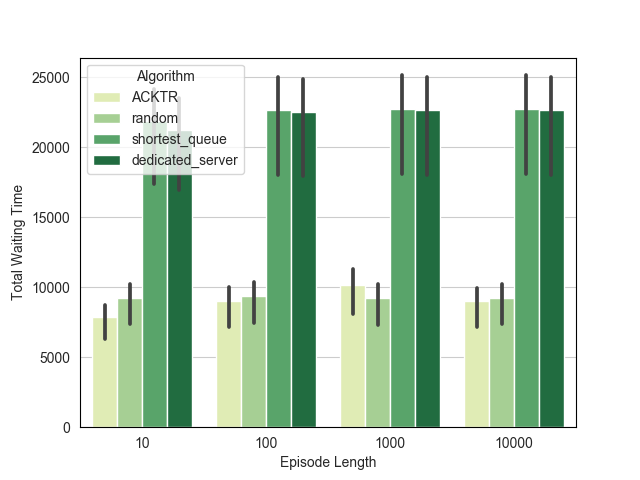 Algorithm
ACKTR
random
shortest_queue
dedicated_server
25000
20000
15000
10000
5000
0
Total Waiting Time
10
100
1000
10000
Episode Length